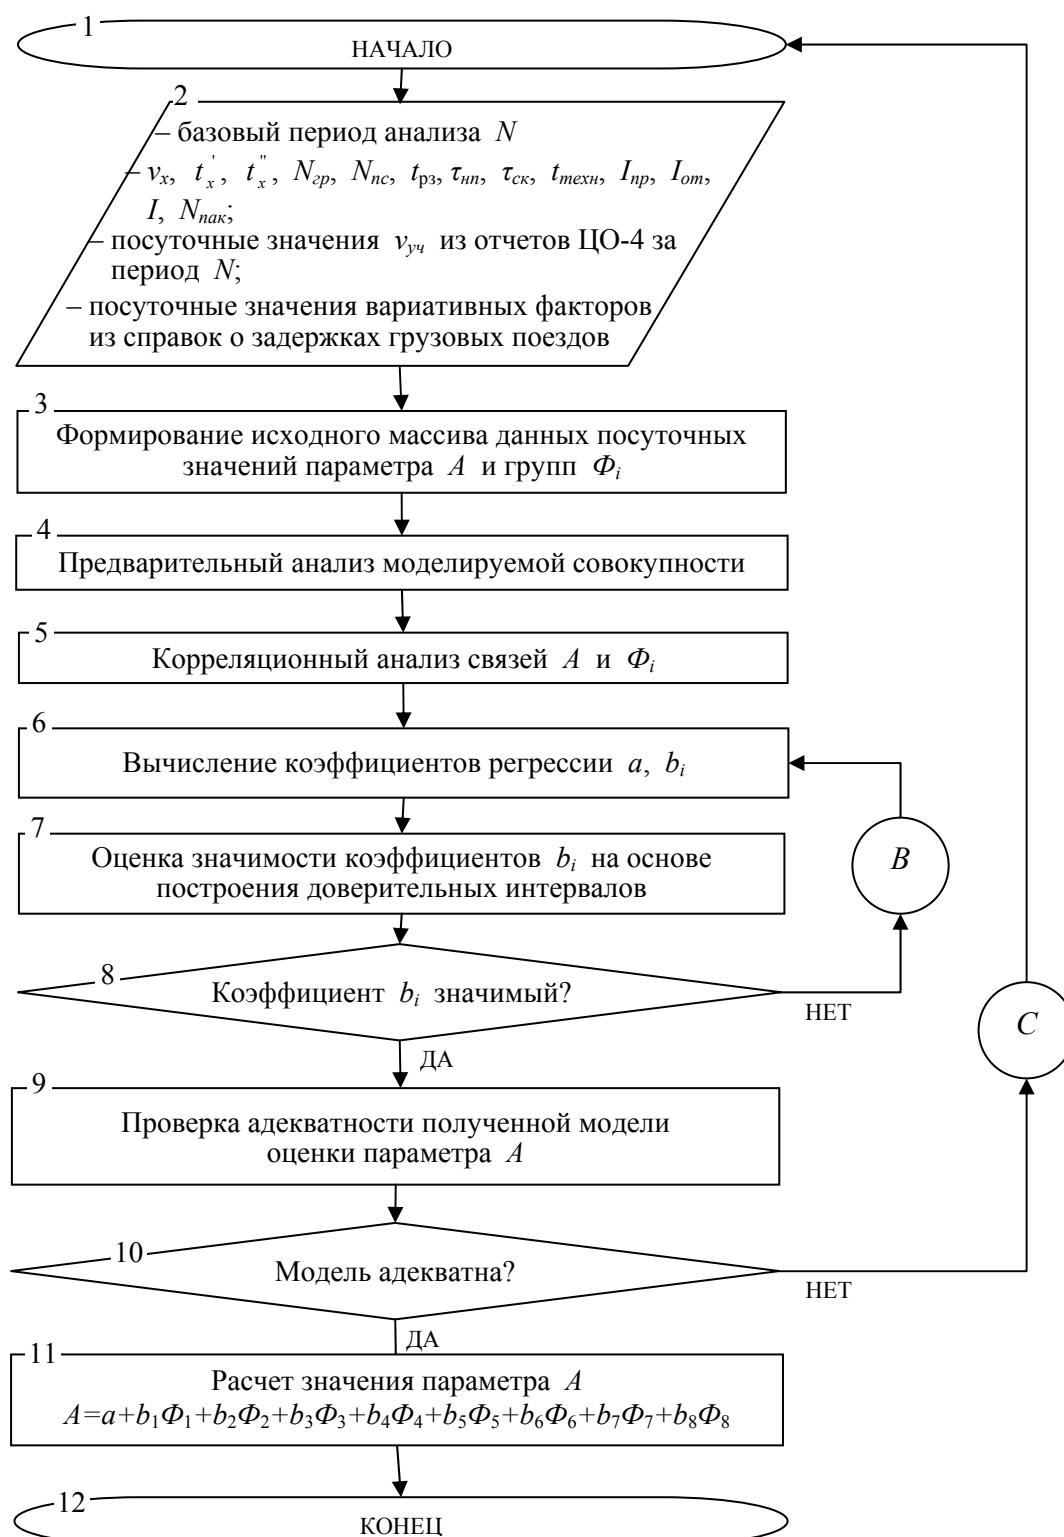 1
НАЧАЛО
2
– базовый период анализа N
– vх, tх', tх", Nгр, Nпс, tрз, τнп, τск, tтехн, Iпр, Iот,
I, Nпак;
– посуточные значения vуч из отчетов ЦО-4 за
период N;
– посуточные значения вариативных факторов
из справок о задержках грузовых поездов
3
Формирование исходного массива данных посуточных
значений параметра A и групп Фi
4
Предварительный анализ моделируемой совокупности
5
Корреляционный анализ связей A и Фi
6
Вычисление коэффициентов регрессии a, bi
7
Оценка значимости коэффициентов bi на основе
построения доверительных интервалов
B
8
Коэффициент bi значимый?
НЕТ
C
ДА
9
Проверка адекватности полученной модели
оценки параметра A
10
Модель адекватна?
НЕТ
ДА
11
Расчет значения параметра A
A=a+b1Ф1+b2Ф2+b3Ф3+b4Ф4+b5Ф5+b6Ф6+b7Ф7+b8Ф8
12
КОНЕЦ